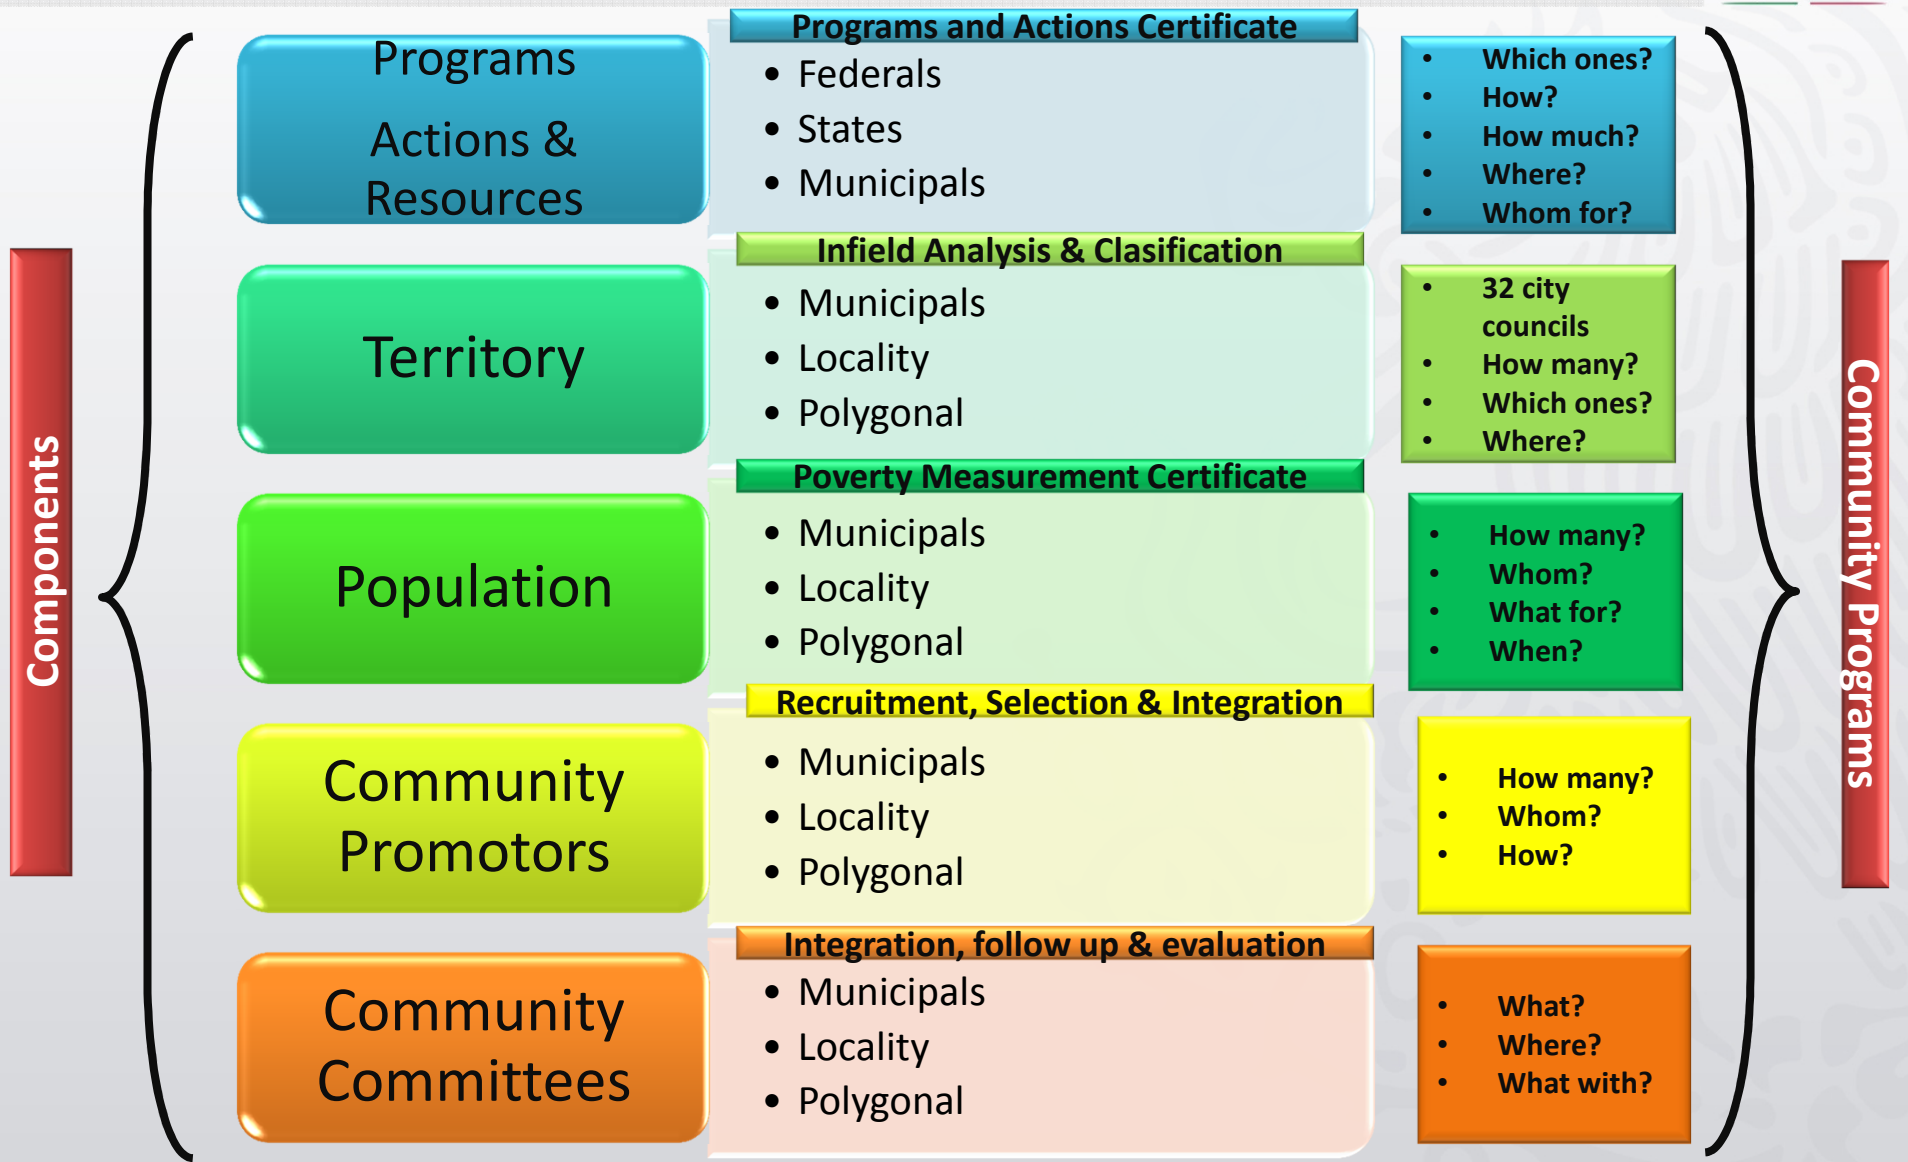 Components
Programs
Actions &
Resources
Programs and Actions Certificate
• Federals
• States
• Municipals
• Which ones?
• How?
• How much?
• Where?
• Whom for?
Territory
Infield Analysis & Clasification
• Municipals
• Locality
• Polygonal
• 32 city
councils
• How many?
• Which ones?
• Where?
Population
Poverty Measurement Certificate
• Municipals
• Locality
• Polygonal
• How many?
• Whom?
• What for?
• When?
Community
Promotors
Recruitment, Selection & Integration
• Municipals
• Locality
• Polygonal
• How many?
• Whom?
• How?
Community
Committees
Integration, follow up & evaluation
• Municipals
• Locality
• Polygonal
• What?
• Where?
• What with?
Community Programs